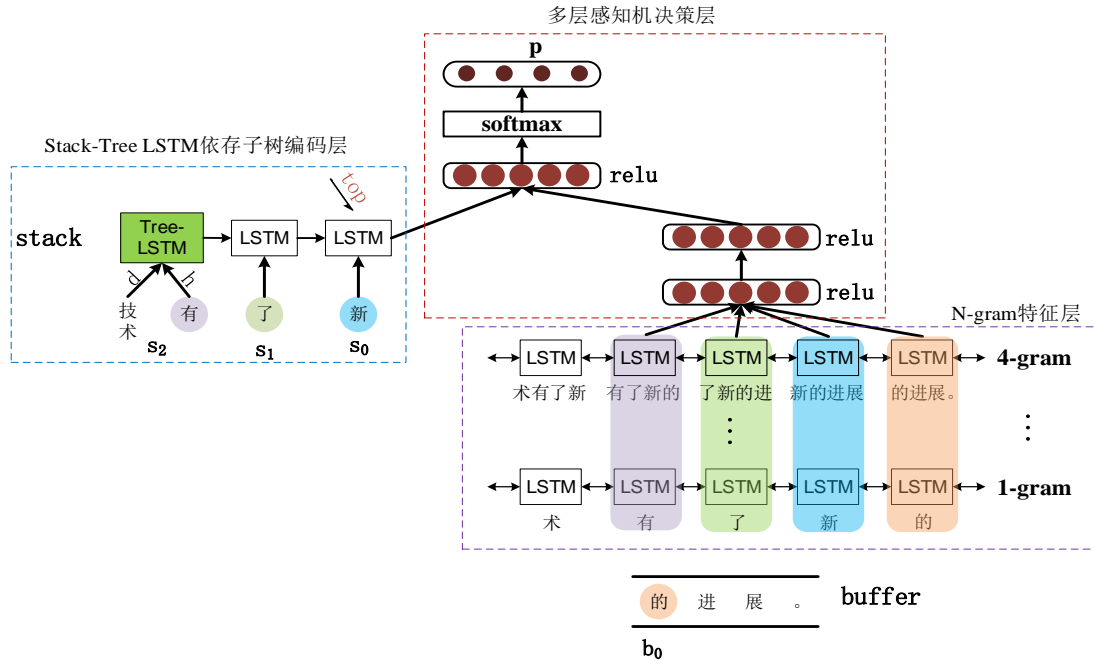 多层感知机决策层
p
softmax
relu
Stack-Tree LSTM依存子树编码层
top
stack
Tree-LSTM
LSTM
LSTM
d
h
技术
有
了
新
s2
s1
s0
relu
relu
N-gram特征层
LSTM LSTM LSTM LSTM LSTM 4-gram
术有了新 有了新的 了新的进 新的进展 的进展。
⋮ ⋮
LSTM LSTM LSTM LSTM LSTM 1-gram
术 有 了 新 的
的 进 展 。 buffer
b0